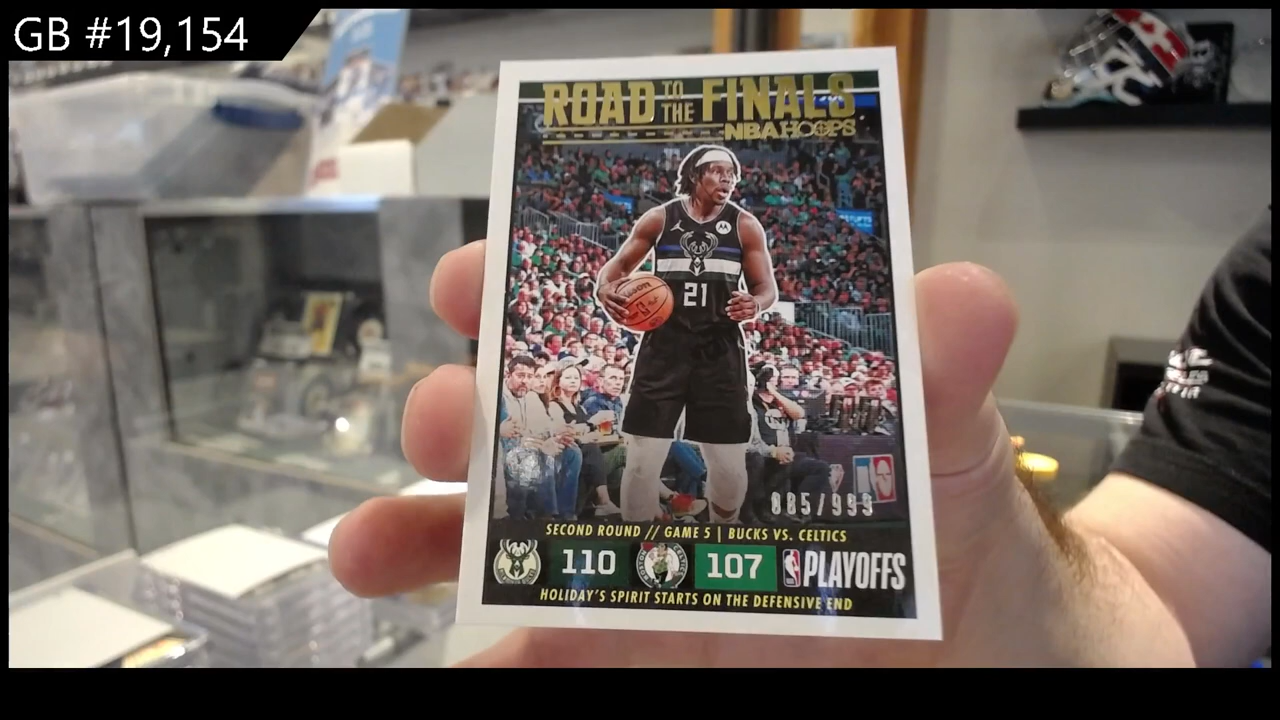 GB #19,154
ROAD TO THE FINALS
NBA HOOPS
21
085/999
SECOND ROUND // GAME 5 | BUCKS VS. CELTICS
110 107 PLAYOFFS
HOLIDAY'S SPIRIT STARTS ON THE DEFENSIVE END